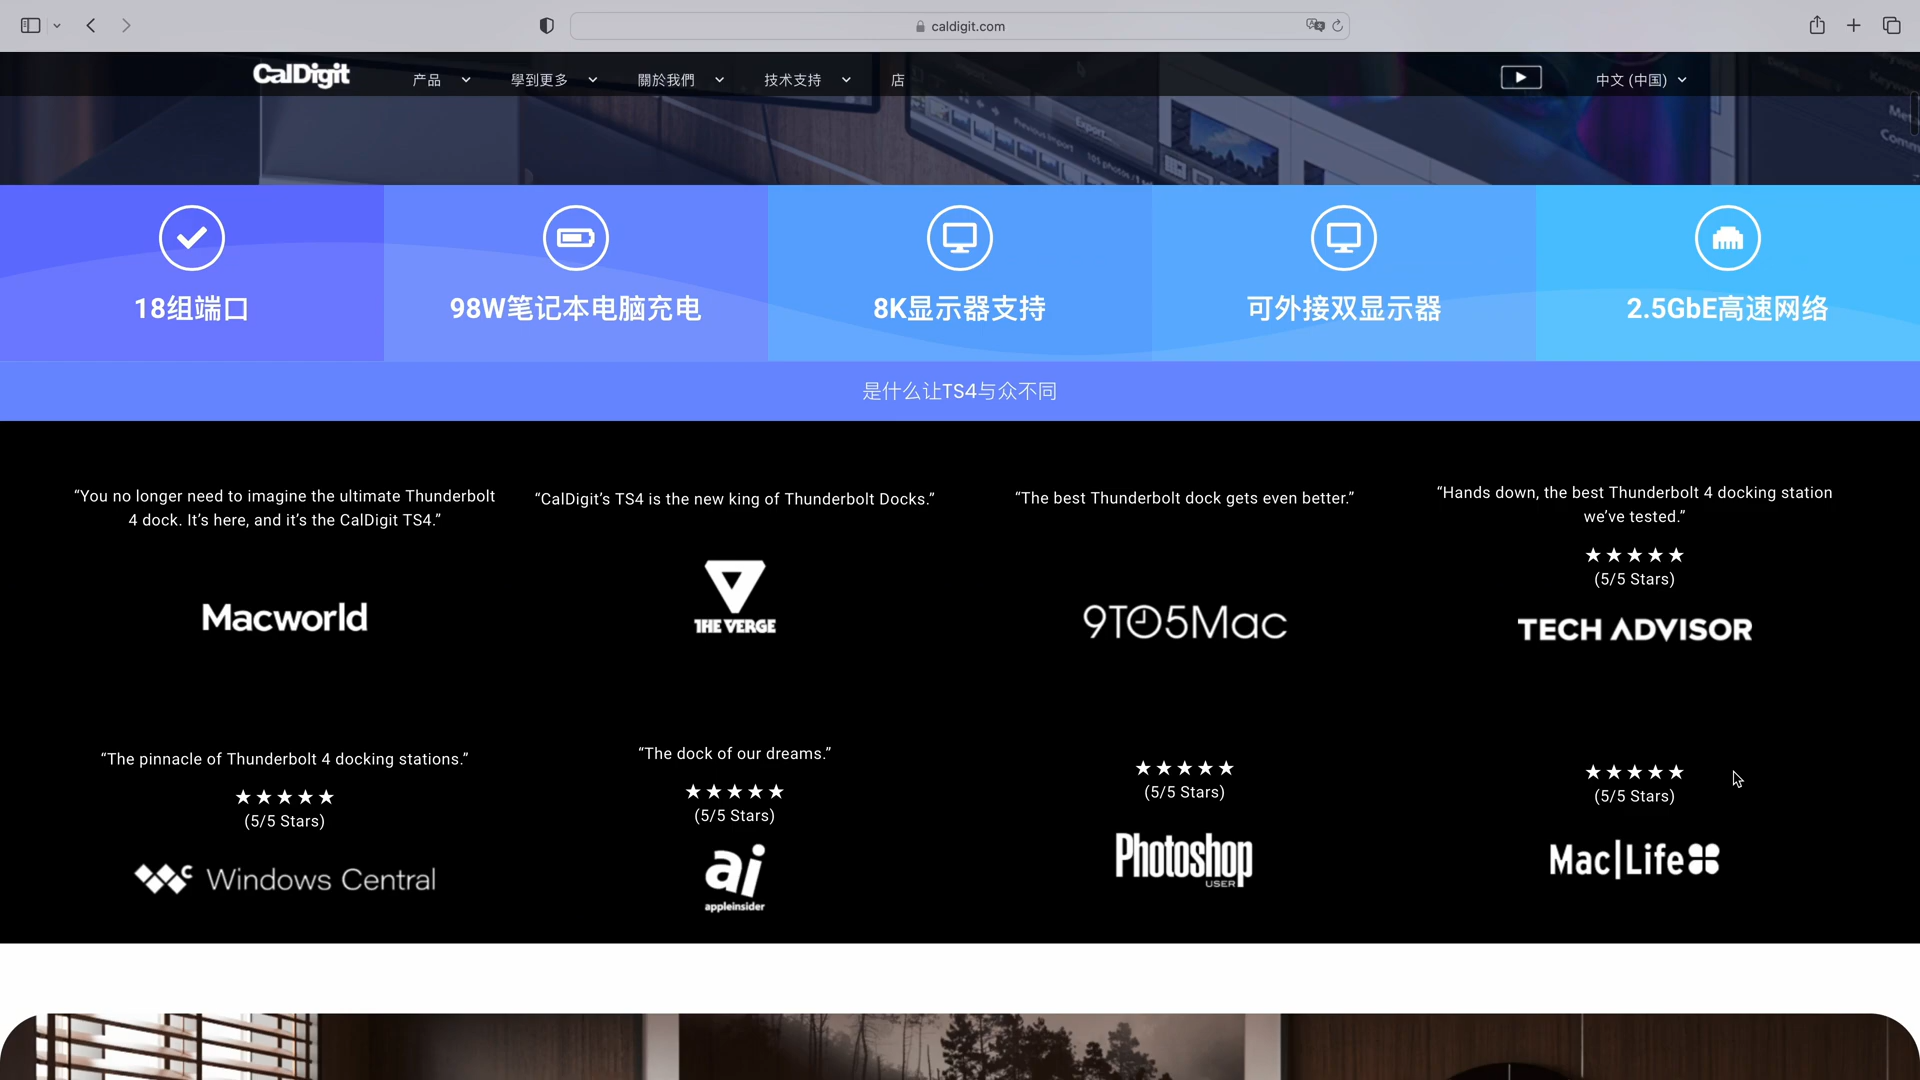 caldigit.com
CalDigit
产品
學到更多
關於我們
技术支持
店
中文 (中国)
Export...
Previous Import
18组端口
98W笔记本电脑充电
8K显示器支持
可外接双显示器
2.5GbE高速网络
是什么让TS4与众不同
“You no longer need to imagine the ultimate Thunderbolt
4 dock. It’s here, and it’s the CalDigit TS4.”
Macworld
“CalDigit’s TS4 is the new king of Thunderbolt Docks.”
THE VERGE
“The best Thunderbolt dock gets even better.”
9TO5Mac
“Hands down, the best Thunderbolt 4 docking station
we’ve tested.”
★★★★★
(5/5 Stars)
TECH ADVISOR
“The pinnacle of Thunderbolt 4 docking stations.”
★★★★★
(5/5 Stars)
Windows Central
“The dock of our dreams.”
★★★★★
(5/5 Stars)
ai
appleinsider
★★★★★
(5/5 Stars)
Photoshop
USER
★★★★★
(5/5 Stars)
Mac|Life